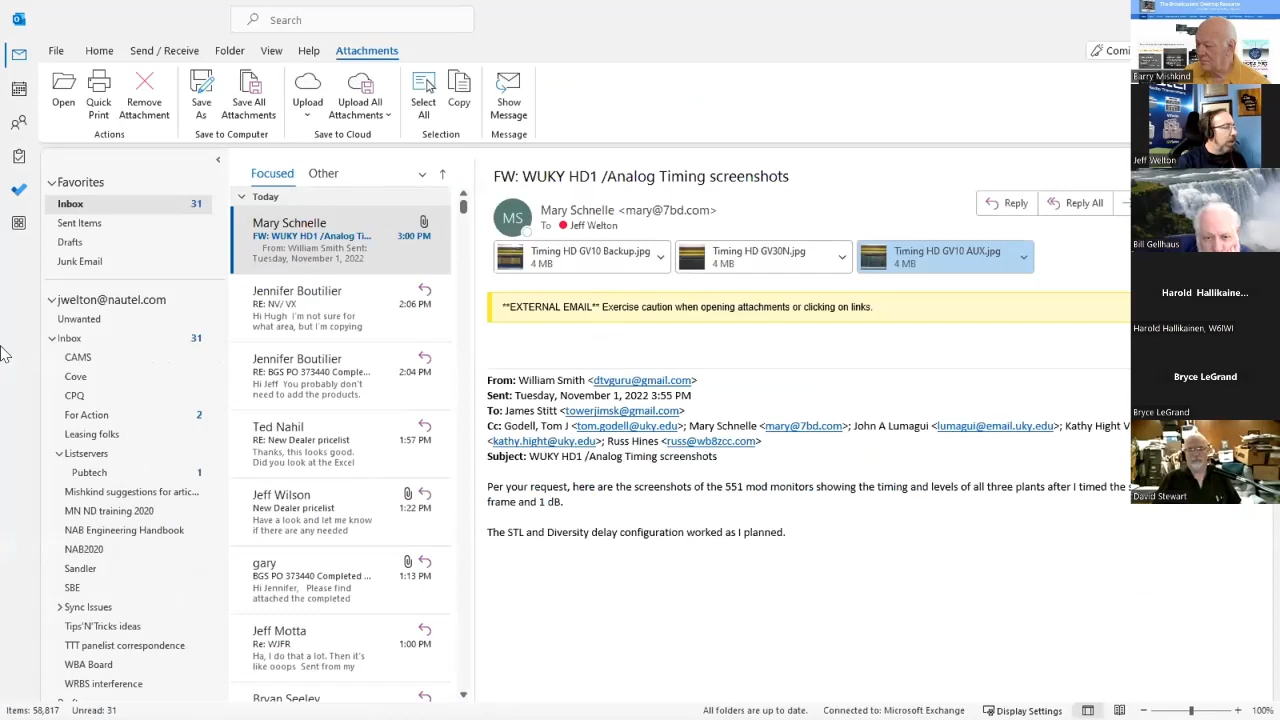 Search
File Home Send / Receive Folder View Help Attachments
Open Quick Print Remove Attachment Save As Save All Attachments Upload Upload All Attachments Select All Copy Show Message
Actions Save to Computer Save to Cloud Selection Message
Favorites
Inbox 31
Sent Items
Drafts
Junk Email
jwelton@nautel.com
Unwanted
Inbox 31
CAMS
Cove
CPQ
For Action 2
Leasing folks
Listservers
Pubtech 1
Mishkind suggestions for artic...
MN ND training 2020
NAB Engineering Handbook
NAB2020
Sandler
SBE
Sync Issues
Tips'N'Tricks ideas
TTT panelist correspondence
WBA Board
WRBS interference
Focused Other
Today
Mary Schnelle
FW: WUKY HD1 /Analog Ti... 3:00 PM
From: William Smith Sent:
Tuesday, November 1, 2022
Jennifer Boutilier
RE: NV/ VX 2:06 PM
Hi Hugh I'm not sure for
what area, but I'm copying
Jennifer Boutilier
RE: BGS PO 373440 Comple... 2:04 PM
Hi Jeff You probably don't
need to add the products.
Ted Nahil
RE: New Dealer pricelist 1:57 PM
Thanks, this looks good.
Did you look at the Excel
Jeff Wilson
New Dealer pricelist 1:22 PM
Have a look and let me know
if there are any needed
gary
BGS PO 373440 Completed ... 1:13 PM
Hi Jennifer, Please find
attached the completed
Jeff Motta
Re: WJFR 1:00 PM
Ha, I do that a lot. Then it's
like ooops Sent from my
Bryan Seeley
FW: WUKY HD1 /Analog Timing screenshots
MS
Mary Schnelle <mary@7bd.com>
To Jeff Welton
Reply Reply All
Timing HD GV10 Backup.jpg
4 MB
Timing HD GV30N.jpg
4 MB
Timing HD GV10 AUX.jpg
4 MB
**EXTERNAL EMAIL** Exercise caution when opening attachments or clicking on links.
From: William Smith <dtvguru@gmail.com>
Sent: Tuesday, November 1, 2022 3:55 PM
To: James Stitt <towerjimsk@gmail.com>
Cc: Godell, Tom J <tom.godell@uky.edu>; Mary Schnelle <mary@7bd.com>; John A Lumagui <lumagui@email.uky.edu>; Kathy Hight V
<kathy.hight@uky.edu>; Russ Hines <russ@wb8zcc.com>
Subject: WUKY HD1 /Analog Timing screenshots
Per your request, here are the screenshots of the 551 mod monitors showing the timing and levels of all three plants after I timed the s
frame and 1 dB.
The STL and Diversity delay configuration worked as I planned.
Items: 58,817 Unread: 31 All folders are up to date. Connected to: Microsoft Exchange Display Settings 100%
Comi
The Broadcasters' Desktop Resource
Barry Mishkind
Jeff Welton
Bill Gellhaus
Harold Hallikaine...
Harold Hallikainen, W6IWI
Bryce LeGrand
Bryce LeGrand
David Stewart